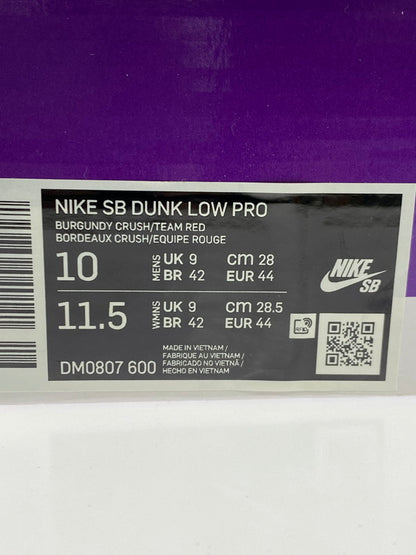 NIKE SB DUNK LOW PRO
BURGUNDY CRUSH/TEAM RED
BORDEAUX CRUSH/EQUIPE ROUGE
10 MENS UK 9 cm 28
BR 42 EUR 44
11.5 WMNS UK 9 cm 28.5
BR 42 EUR 44
NIKE
SB
MADE IN VIETNAM /
FABRIQUE AU VIETNAM /
FABRICADO NO VIETNÃ /
HECHO EN VIETNAM
DM0807 600